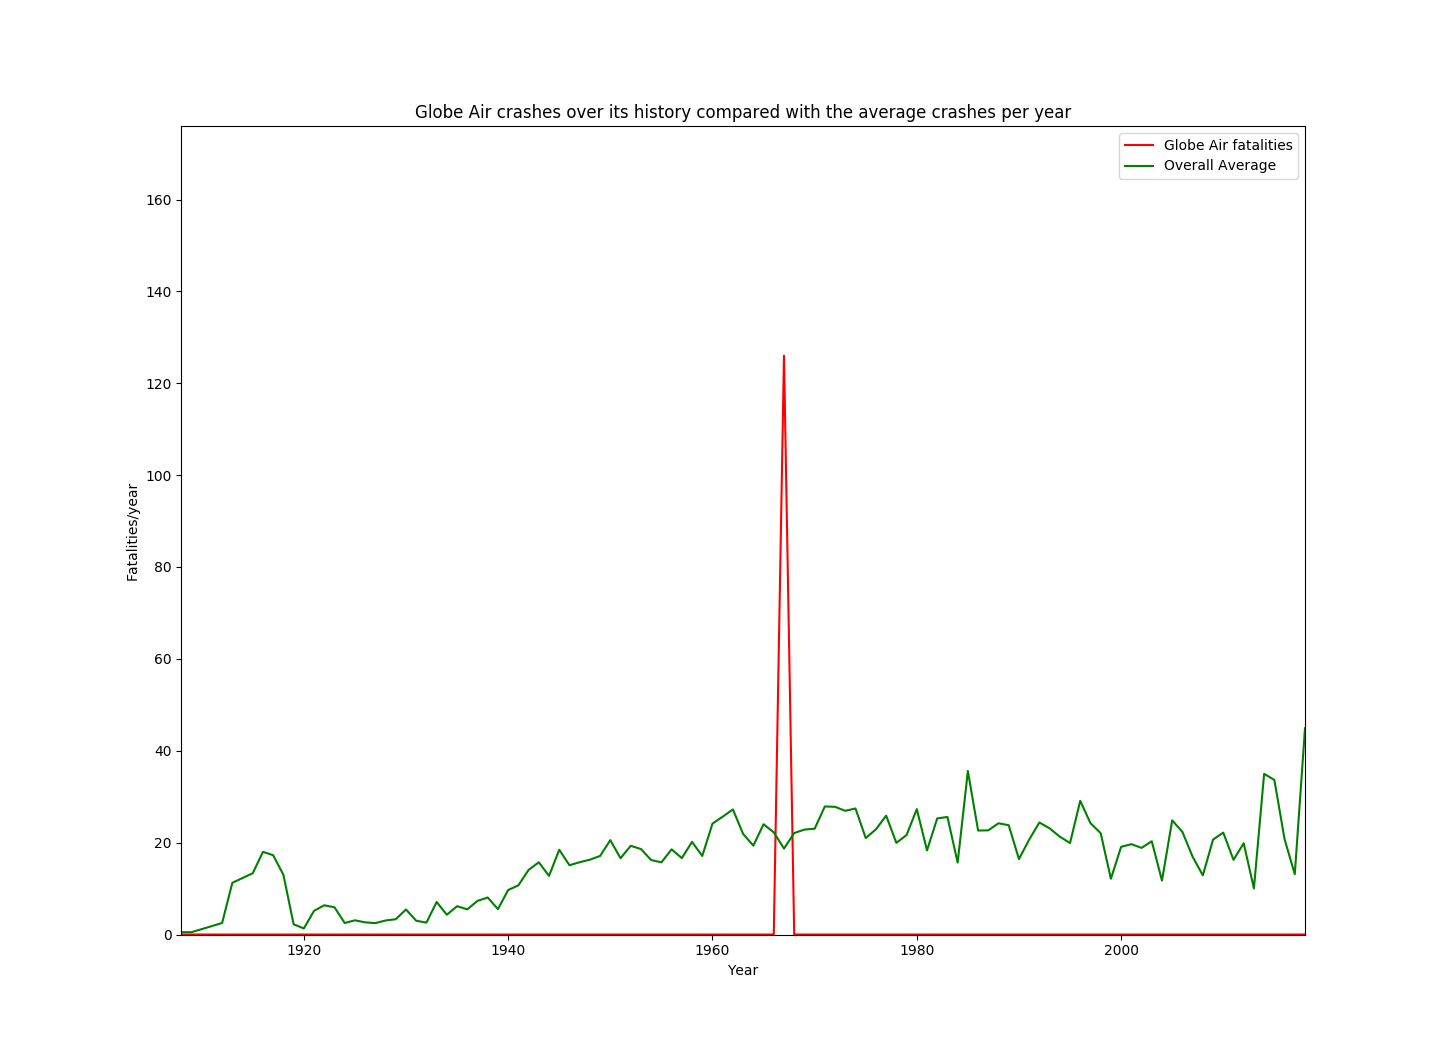 Globe Air crashes over its history compared with the average crashes per year
Globe Air fatalities
Overall Average
160
140
120
100
80
60
40
20
0
Fatalities/year
1920 1940 1960 1980 2000
Year